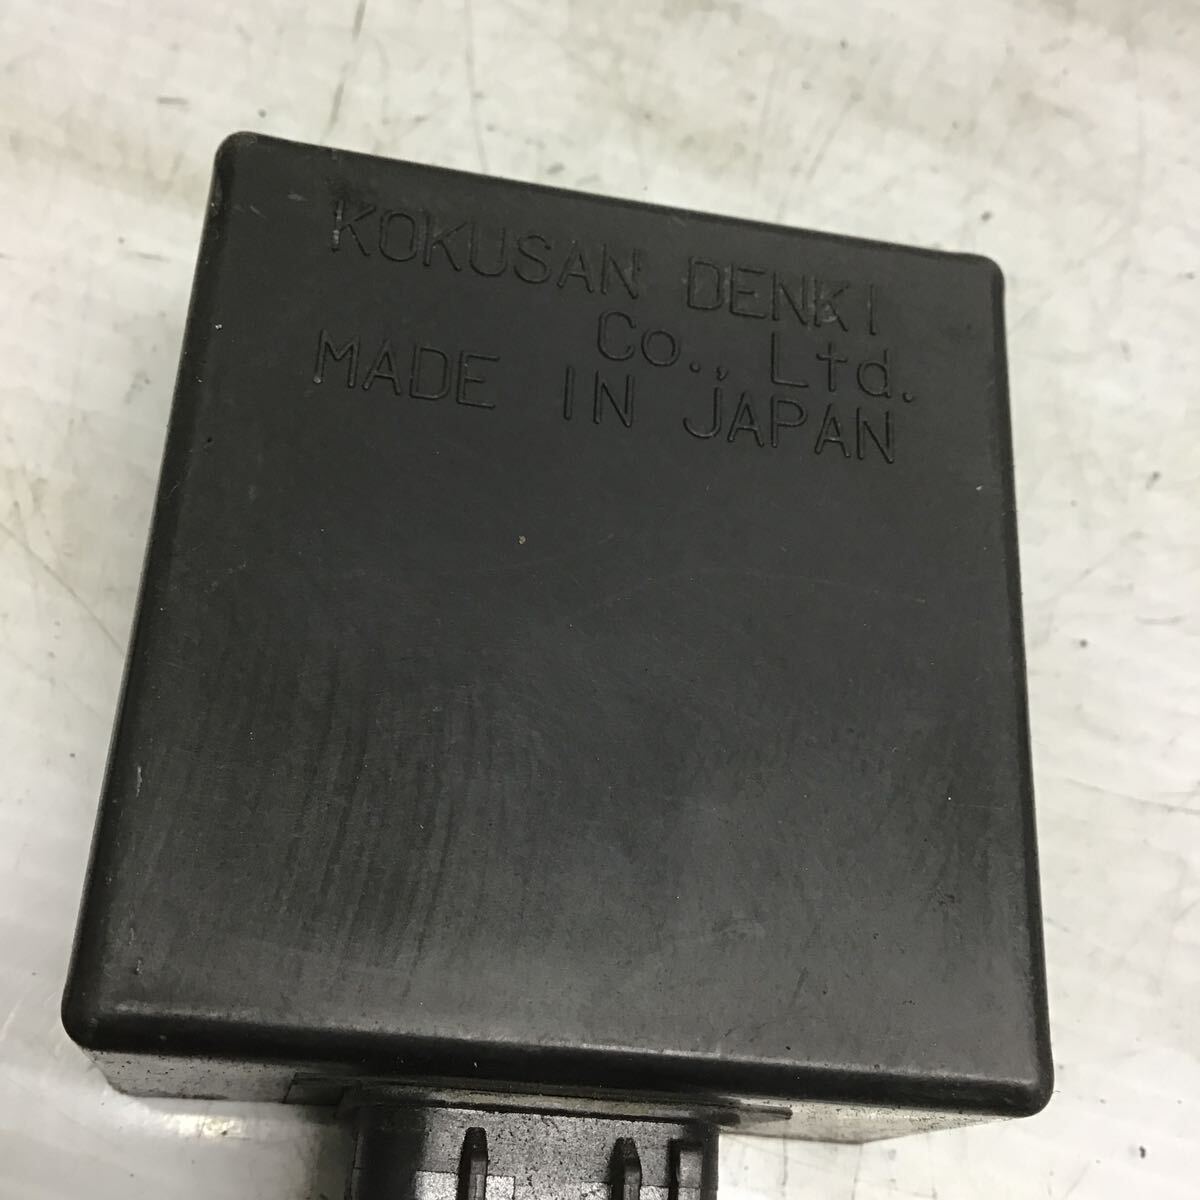 KOKUSAN DENKI
Co., Ltd.
MADE IN JAPAN